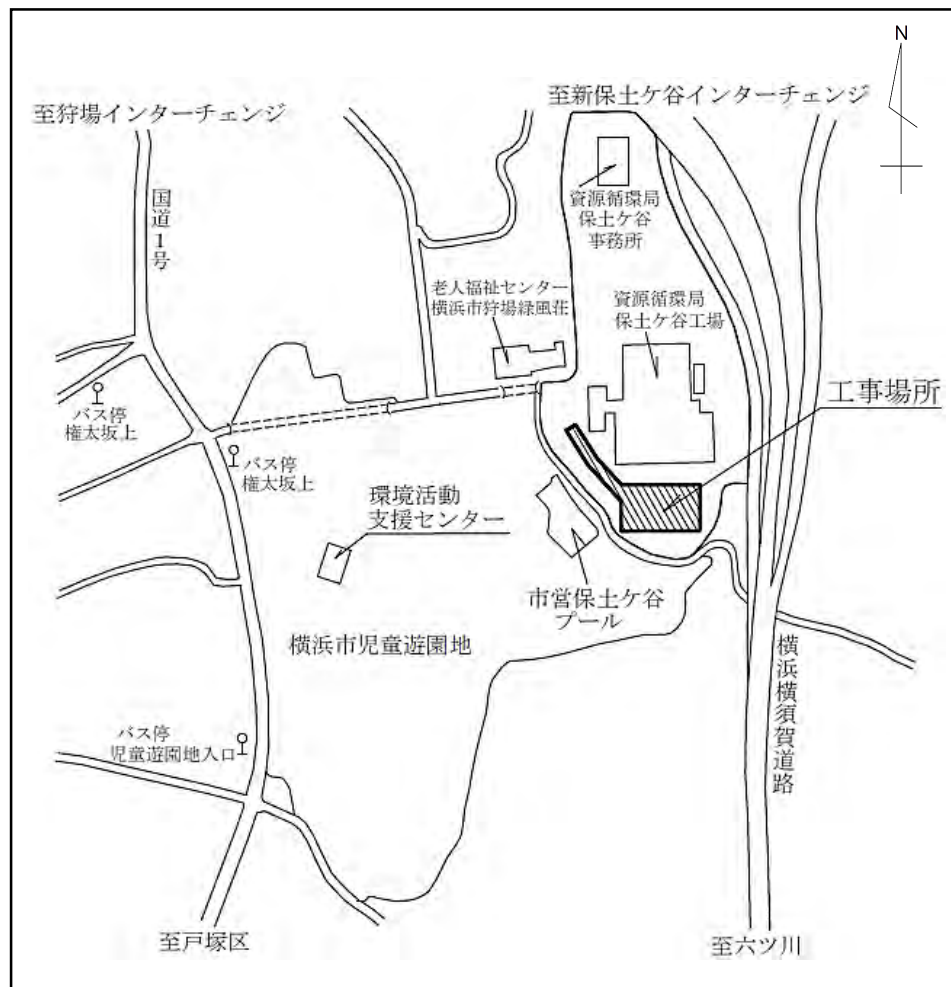 N
至狩場インターチェンジ
至新保土ケ谷インターチェンジ
国道1号
資源循環局
保土ケ谷
事務所
老人福祉センター
横浜市狩場緑風荘
資源循環局
保土ケ谷工場
工事場所
バス停
権太坂上
バス停
権太坂上
環境活動
支援センター
市営保土ケ谷
プール
横浜市児童遊園地
横浜横須賀道路
バス停
児童遊園地入口
至戸塚区
至六ツ川